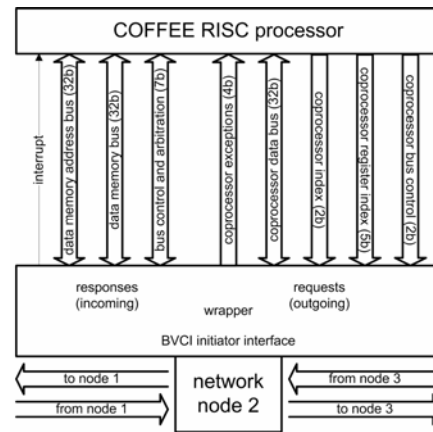 COFFEE RISC processor
interrupt
data memory address bus (32b)
data memory bus (32b)
bus control and arbitration (7b)
coprocessor exceptions (4b)
coprocessor data bus (32b)
coprocessor index (2b)
coprocessor register index (5b)
coprocessor bus control (2b)
responses
(incoming)
requests
(outgoing)
wrapper
BVCI initiator interface
to node 1
from node 1
network
node 2
from node 3
to node 3